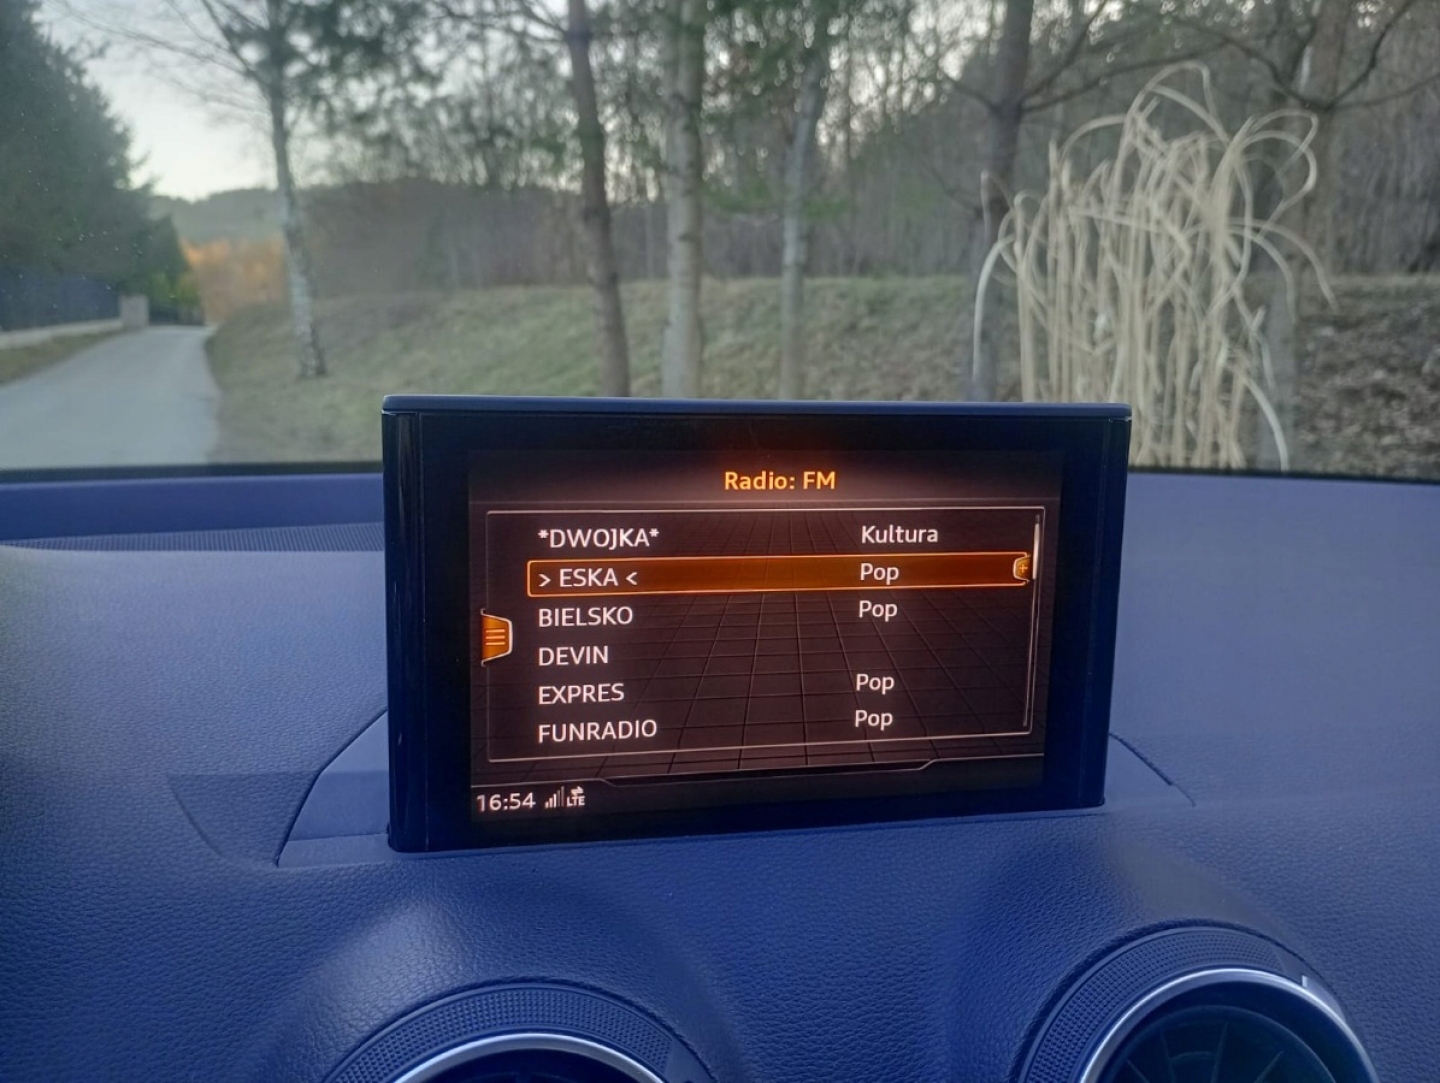 Radio: FM
*DWOJKA* Kultura
> ESKA < Pop
BIELSKO Pop
DEVIN
EXPRES Pop
FUNRADIO Pop
16:54 LTE